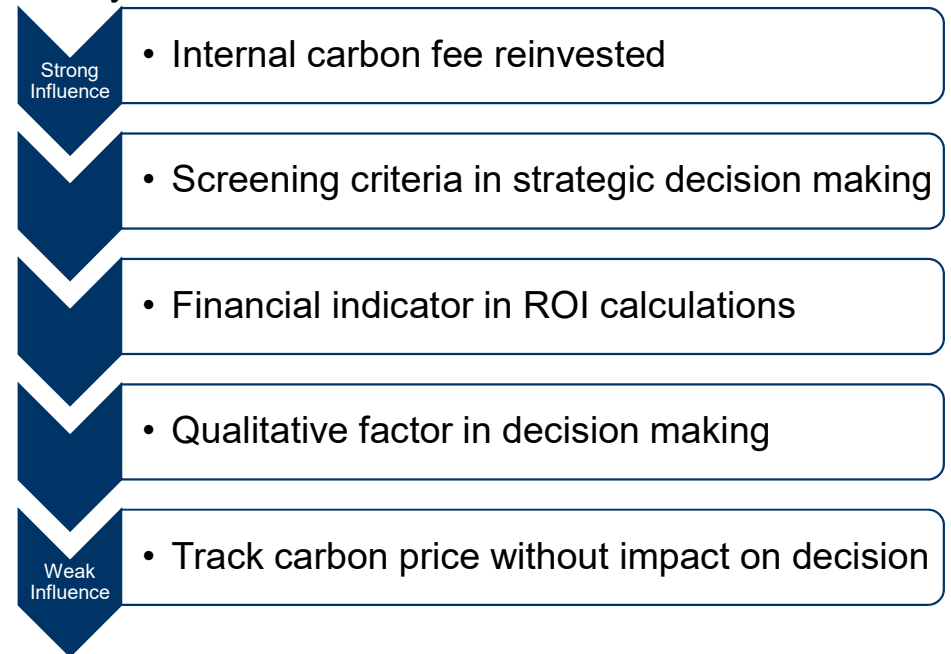 Strong
Influence
• Internal carbon fee reinvested
• Screening criteria in strategic decision making
• Financial indicator in ROI calculations
• Qualitative factor in decision making
• Track carbon price without impact on decision
Weak
Influence